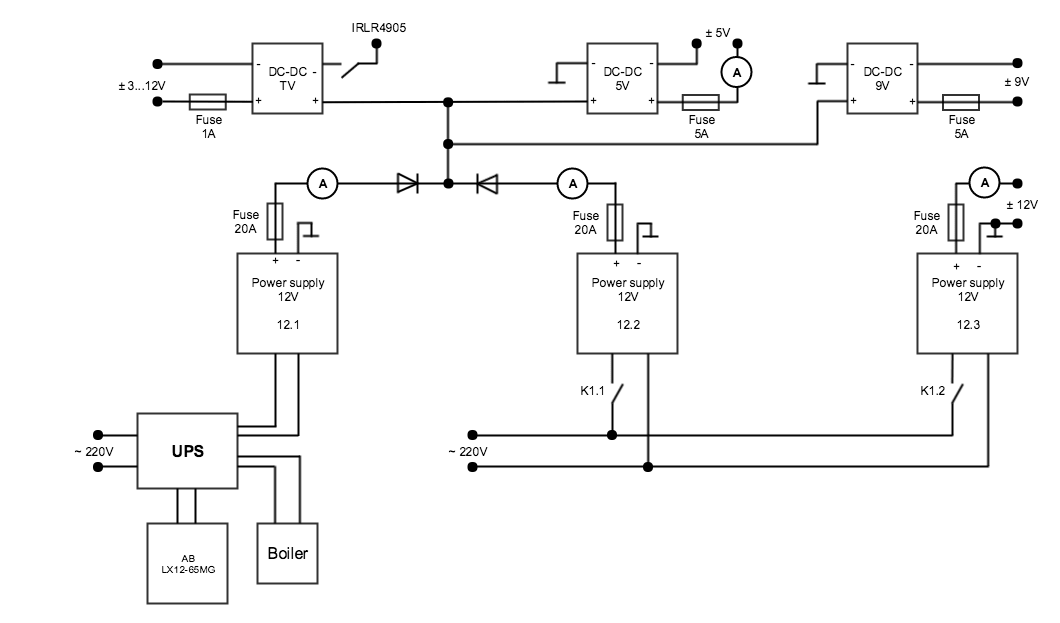 IRLR4905
± 3...12V
Fuse
1A
-
+
DC-DC
TV
-
+
-
+
DC-DC
5V
-
+
± 5V
A
Fuse
5A
-
+
DC-DC
9V
-
+
± 9V
Fuse
5A
A
A
A
Fuse
20A
Fuse
20A
Fuse
20A
± 12V
+ -
Power supply
12V
12.1
+ -
Power supply
12V
12.2
+ -
Power supply
12V
12.3
K1.1
K1.2
~ 220V
UPS
~ 220V
AB
LX12-65MG
Boiler